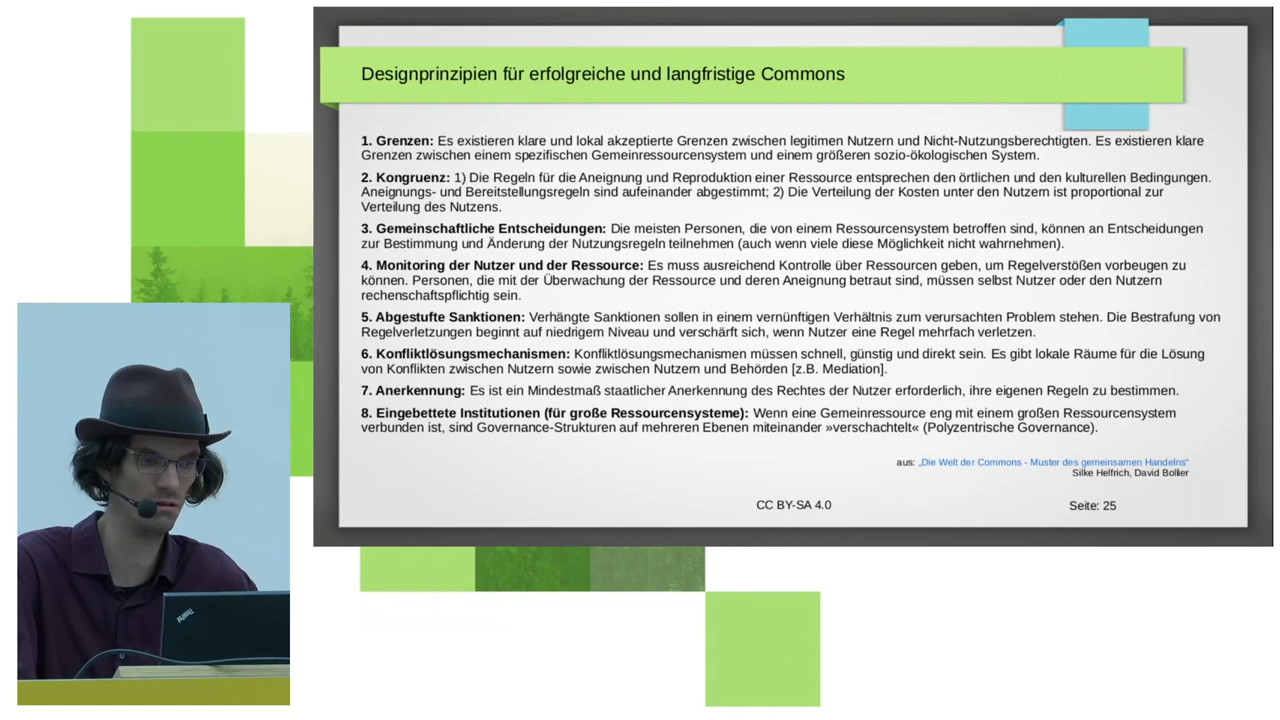 Designprinzipien für erfolgreiche und langfristige Commons
1. Grenzen: Es existieren klare und lokal akzeptierte Grenzen zwischen legitimen Nutzern und Nicht-Nutzungsberechtigten. Es existieren klare
Grenzen zwischen einem spezifischen Gemeinressourcensystem und einem größeren sozio-ökologischen System.
2. Kongruenz: 1) Die Regeln für die Aneignung und Reproduktion einer Ressource entsprechen den örtlichen und den kulturellen Bedingungen.
Aneignungs- und Bereitstellungsregeln sind aufeinander abgestimmt; 2) Die Verteilung der Kosten unter den Nutzern ist proportional zur
Verteilung des Nutzens.
3. Gemeinschaftliche Entscheidungen: Die meisten Personen, die von einem Ressourcensystem betroffen sind, können an Entscheidungen
zur Bestimmung und Änderung der Nutzungsregeln teilnehmen (auch wenn viele diese Möglichkeit nicht wahrnehmen).
4. Monitoring der Nutzer und der Ressource: Es muss ausreichend Kontrolle über Ressourcen geben, um Regelverstößen vorbeugen zu
können. Personen, die mit der Überwachung der Ressource und deren Aneignung betraut sind, müssen selbst Nutzer oder den Nutzern
rechenschaftspflichtig sein.
5. Abgestufte Sanktionen: Verhängte Sanktionen sollen in einem vernünftigen Verhältnis zum verursachten Problem stehen. Die Bestrafung von
Regelverletzungen beginnt auf niedrigem Niveau und verschärft sich, wenn Nutzer eine Regel mehrfach verletzen.
6. Konfliktlösungsmechanismen: Konfliktlösungsmechanismen müssen schnell, günstig und direkt sein. Es gibt lokale Räume für die Lösung
von Konflikten zwischen Nutzern sowie zwischen Nutzern und Behörden [z.B. Mediation].
7. Anerkennung: Es ist ein Mindestmaß staatlicher Anerkennung des Rechtes der Nutzer erforderlich, ihre eigenen Regeln zu bestimmen.
8. Eingebettete Institutionen (für große Ressourcensysteme): Wenn eine Gemeinressource eng mit einem großen Ressourcensystem
verbunden ist, sind Governance-Strukturen auf mehreren Ebenen miteinander »verschachtelt« (Polyzentrische Governance).
aus: „Die Welt der Commons - Muster des gemeinsamen Handelns“
Silke Helfrich, David Bollier
CC BY-SA 4.0
Seite: 25
ThinkPad